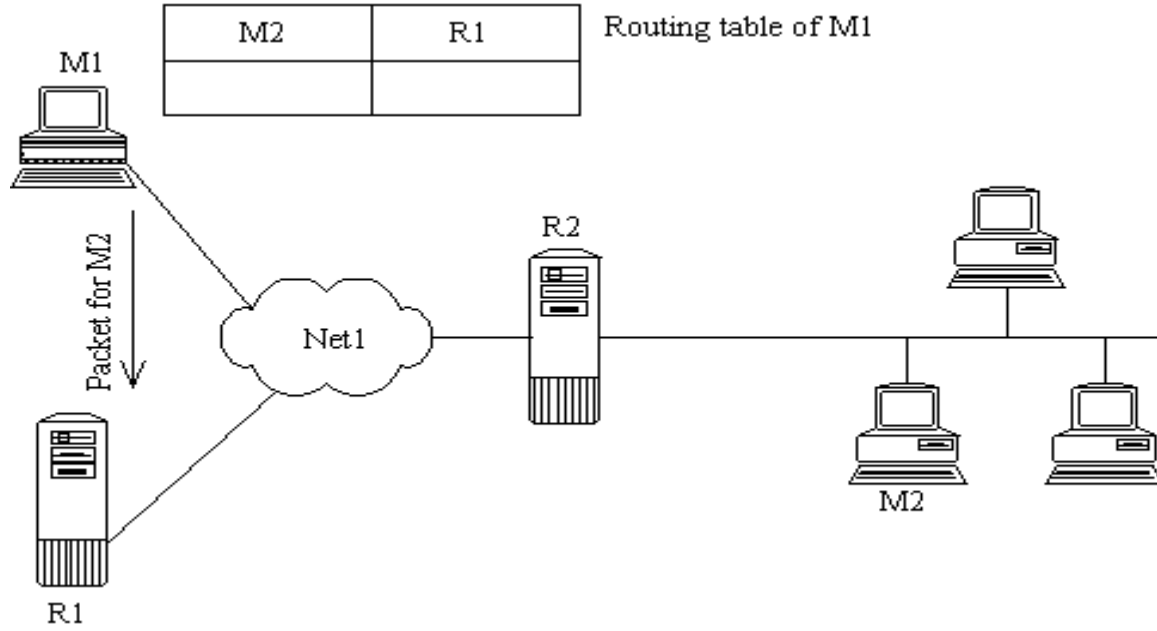 M2 R1 Routing table of M1
M1
R2
Packet for M2
Net1
M2
R1